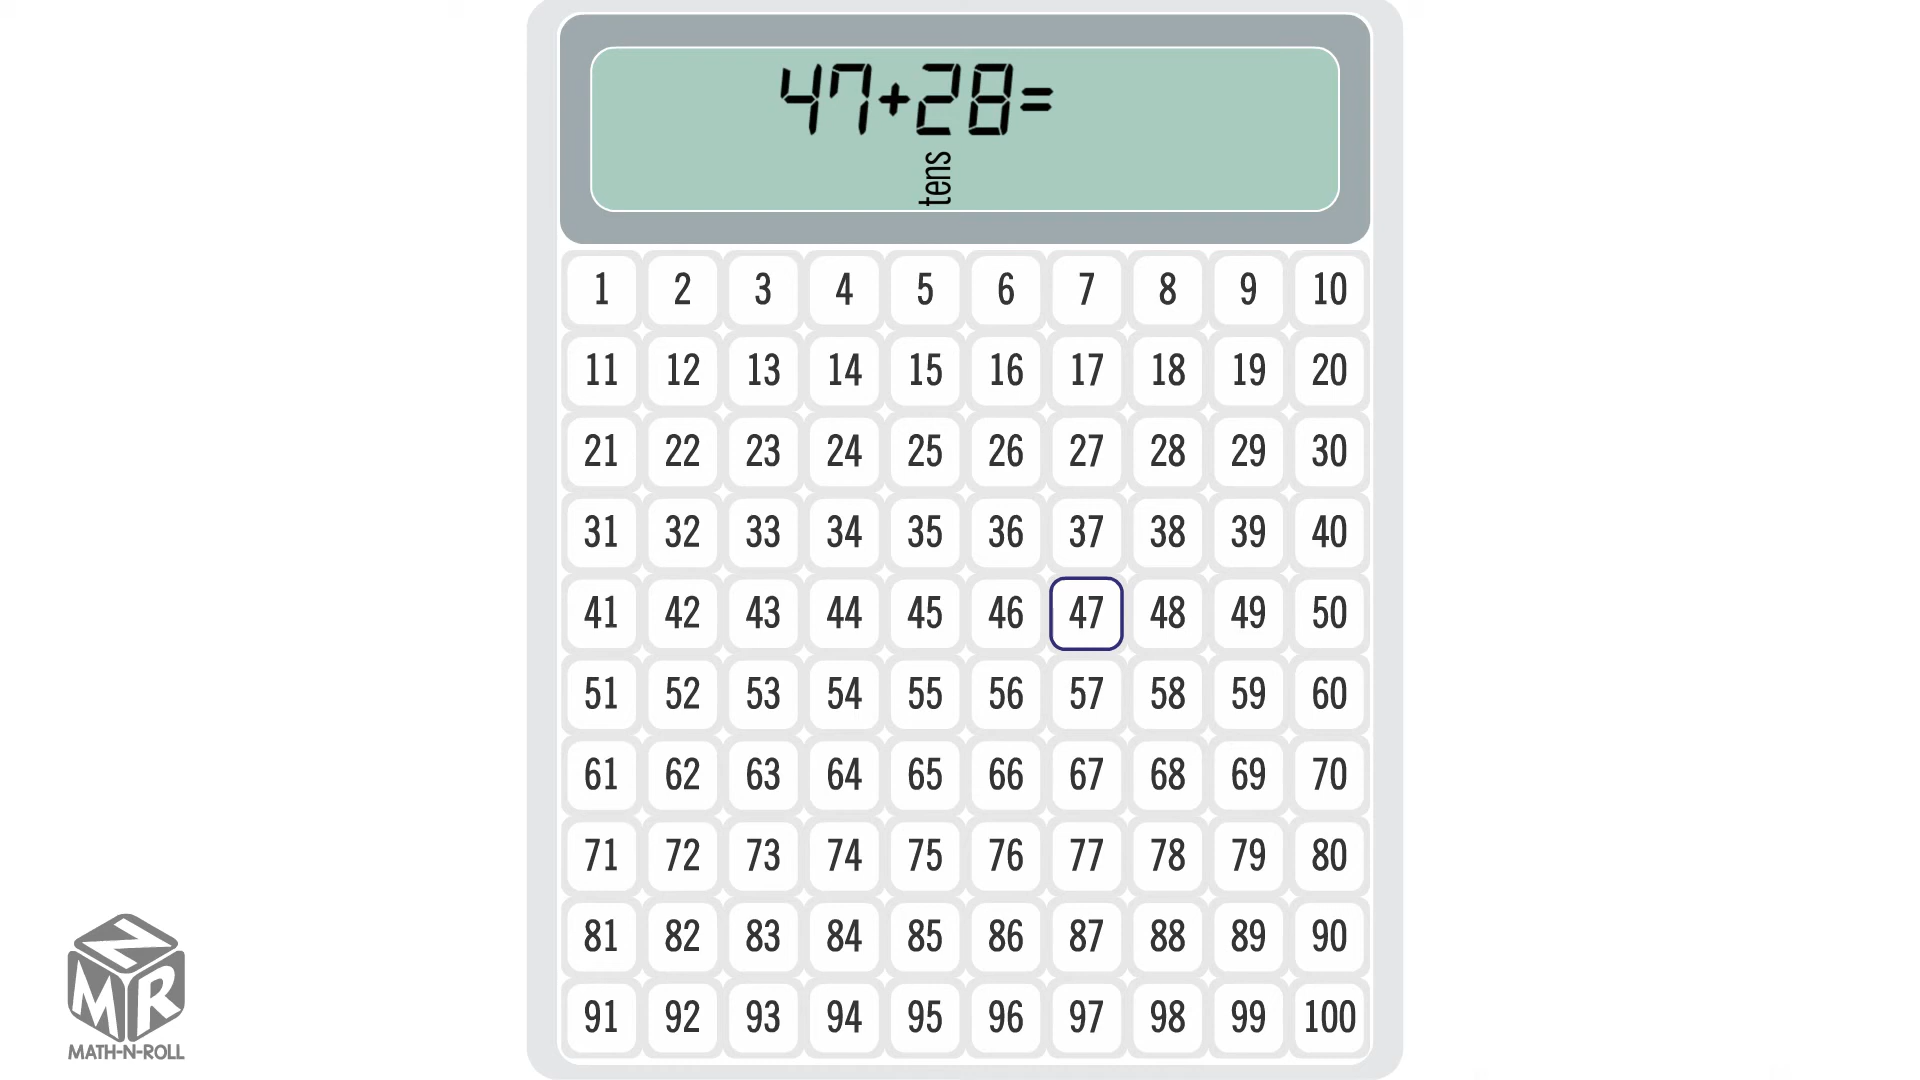 47+28=
tens
1 2 3 4 5 6 7 8 9 10
11 12 13 14 15 16 17 18 19 20
21 22 23 24 25 26 27 28 29 30
31 32 33 34 35 36 37 38 39 40
41 42 43 44 45 46 47 48 49 50
51 52 53 54 55 56 57 58 59 60
61 62 63 64 65 66 67 68 69 70
71 72 73 74 75 76 77 78 79 80
81 82 83 84 85 86 87 88 89 90
91 92 93 94 95 96 97 98 99 100
N
M R
MATH-N-ROLL